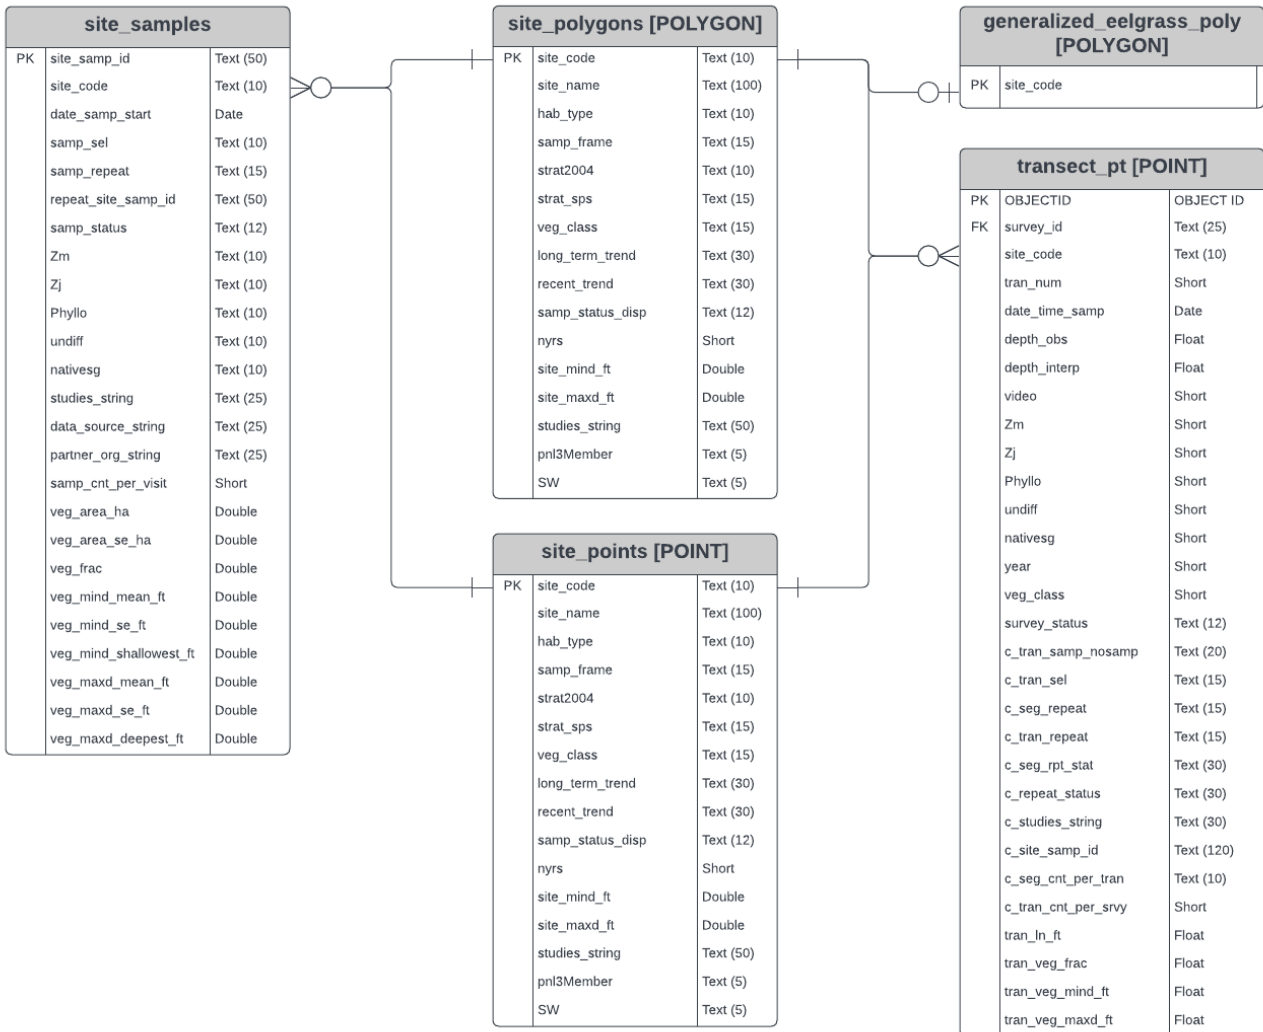 site_samples
PK site_samp_id Text (50)
site_code Text (10)
date_samp_start Date
samp_sel Text (10)
samp_repeat Text (15)
repeat_site_samp_id Text (50)
samp_status Text (12)
Zm Text (10)
Zj Text (10)
Phyllo Text (10)
undiff Text (10)
nativesg Text (10)
studies_string Text (25)
data_source_string Text (25)
partner_org_string Text (25)
samp_cnt_per_visit Short
veg_area_ha Double
veg_area_se_ha Double
veg_frac Double
veg_mind_mean_ft Double
veg_mind_se_ft Double
veg_mind_shallowest_ft Double
veg_maxd_mean_ft Double
veg_maxd_se_ft Double
veg_maxd_deepest_ft Double
site_polygons [POLYGON]
PK site_code Text (10)
site_name Text (100)
hab_type Text (10)
samp_frame Text (15)
strat2004 Text (10)
strat_sps Text (15)
veg_class Text (15)
long_term_trend Text (30)
recent_trend Text (30)
samp_status_disp Text (12)
nyrs Short
site_mind_ft Double
site_maxd_ft Double
studies_string Text (50)
pnl3Member Text (5)
SW Text (5)
site_points [POINT]
PK site_code Text (10)
site_name Text (100)
hab_type Text (10)
samp_frame Text (15)
strat2004 Text (10)
strat_sps Text (15)
veg_class Text (15)
long_term_trend Text (30)
recent_trend Text (30)
samp_status_disp Text (12)
nyrs Short
site_mind_ft Double
site_maxd_ft Double
studies_string Text (50)
pnl3Member Text (5)
SW Text (5)
generalized_eelgrass_poly
[POLYGON]
PK site_code
transect_pt [POINT]
PK OBJECTID OBJECT ID
FK survey_id Text (25)
site_code Text (10)
tran_num Short
date_time_samp Date
depth_obs Float
depth_interp Float
video Short
Zm Short
Zj Short
Phyllo Short
undiff Short
nativesg Short
year Short
veg_class Short
survey_status Text (12)
c_tran_samp_nosamp Text (20)
c_tran_sel Text (15)
c_seg_repeat Text (15)
c_tran_repeat Text (15)
c_seg_rpt_stat Text (30)
c_repeat_status Text (30)
c_studies_string Text (30)
c_site_samp_id Text (120)
c_seg_cnt_per_tran Text (10)
c_tran_cnt_per_srvy Short
tran_ln_ft Float
tran_veg_frac Float
tran_veg_mind_ft Float
tran_veg_maxd_ft Float